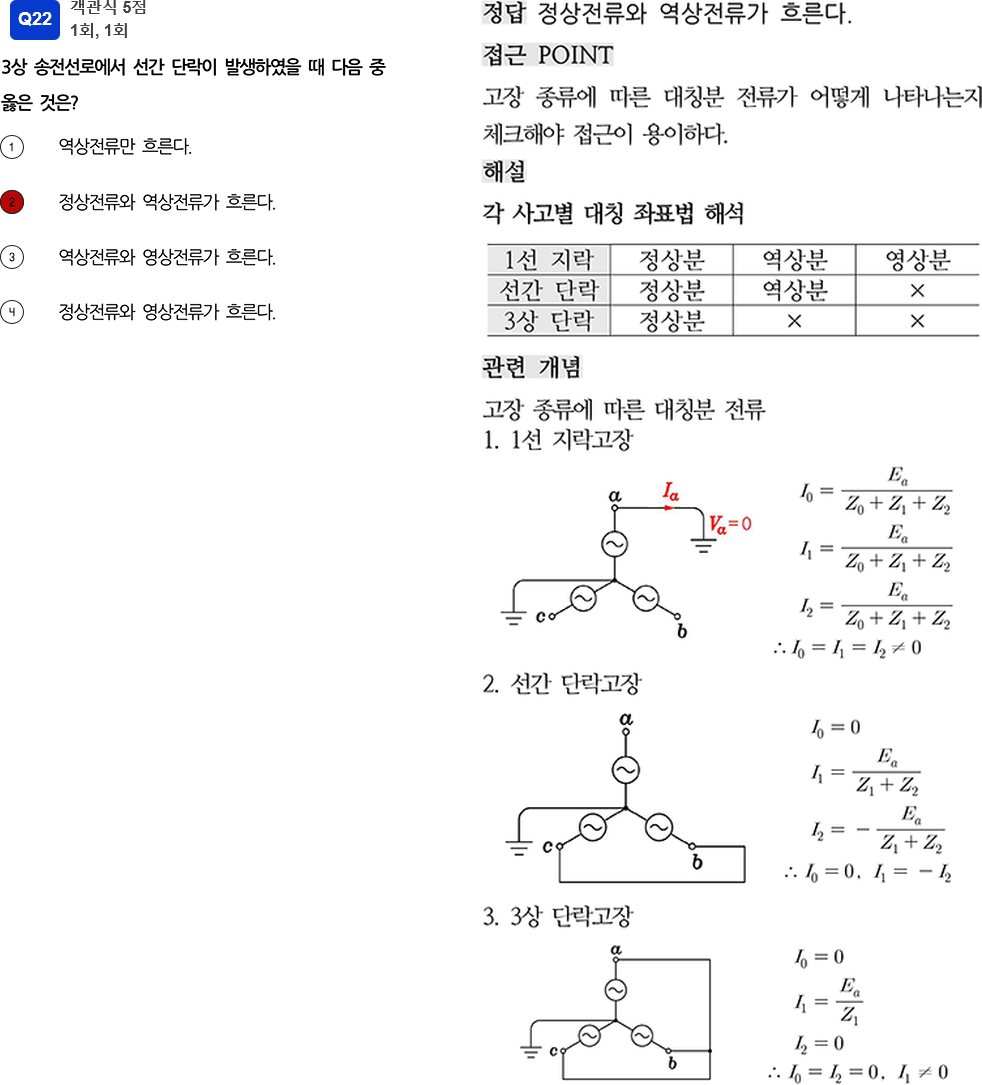 Q22
객관식 5점
1회, 1회
3상 송전선로에서 선간 단락이 발생하였을 때 다음 중
옳은 것은?
1 역상전류만 흐른다.
2 정상전류와 역상전류가 흐른다.
3 역상전류와 영상전류가 흐른다.
4 정상전류와 영상전류가 흐른다.
정답 정상전류와 역상전류가 흐른다.
접근 POINT
고장 종류에 따른 대칭분 전류가 어떻게 나타나는지
체크해야 접근이 용이하다.
해설
각 사고별 대칭 좌표법 해석
1선 지락 정상분 역상분 영상분
선간 단락 정상분 역상분 ×
3상 단락 정상분 × ×
관련 개념
고장 종류에 따른 대칭분 전류
1. 1선 지락고장
a
I_a
V_a=0
c
b
I_0 = E_a / (Z_0 + Z_1 + Z_2)
I_1 = E_a / (Z_0 + Z_1 + Z_2)
I_2 = E_a / (Z_0 + Z_1 + Z_2)
∴ I_0 = I_1 = I_2 ≠ 0
2. 선간 단락고장
a
c
b
I_0 = 0
I_1 = E_a / (Z_1 + Z_2)
I_2 = − E_a / (Z_1 + Z_2)
∴ I_0 = 0, I_1 = − I_2
3. 3상 단락고장
a
c
b
I_0 = 0
I_1 = E_a / Z_1
I_2 = 0
∴ I_0 = I_2 = 0, I_1 ≠ 0